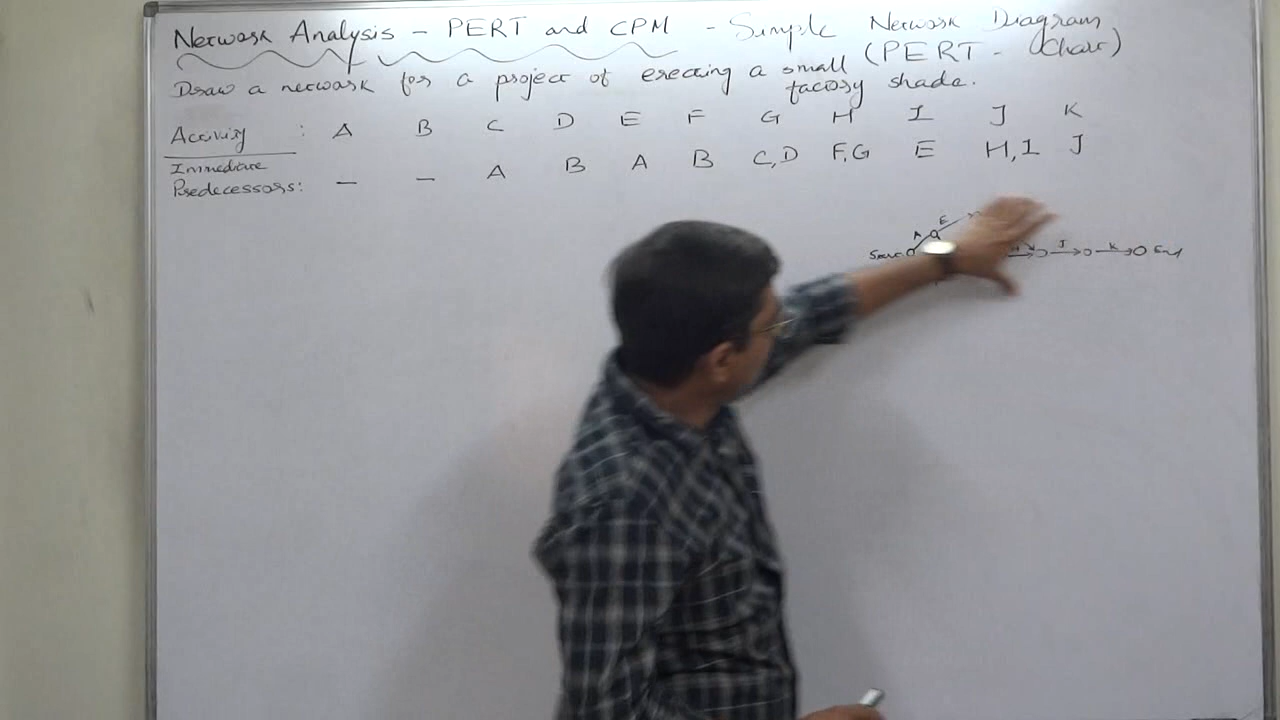 Network Analysis - PERT and CPM - Simple Network Diagram
(PERT - Chart)
Draw a network for a project of erecting a small
factory shade.
Activity : A B C D E F G H I J K
Immediate
Predecessors: - - A B A B C,D F,G E H,I J
E
A
Start J K End